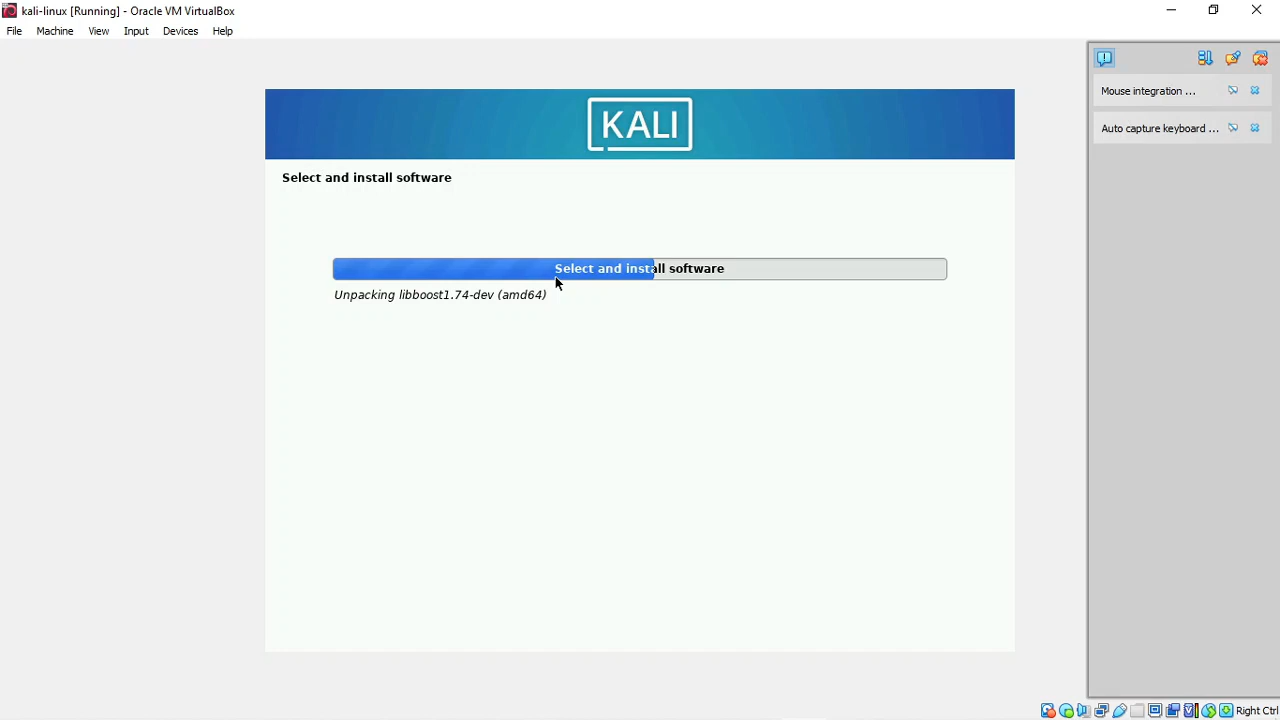 kali-linux [Running] - Oracle VM VirtualBox
File Machine View Input Devices Help
Mouse integration ...
Auto capture keyboard ...
KALI
Select and install software
Select and install software
Unpacking libboost1.74-dev (amd64)
Right Ctrl